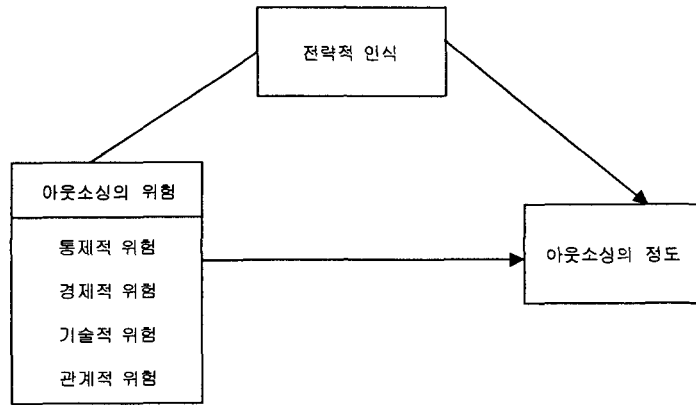 전략적 인식
아웃소싱의 위험
통제적 위험
경제적 위험
기술적 위험
관계적 위험
아웃소싱의 정도